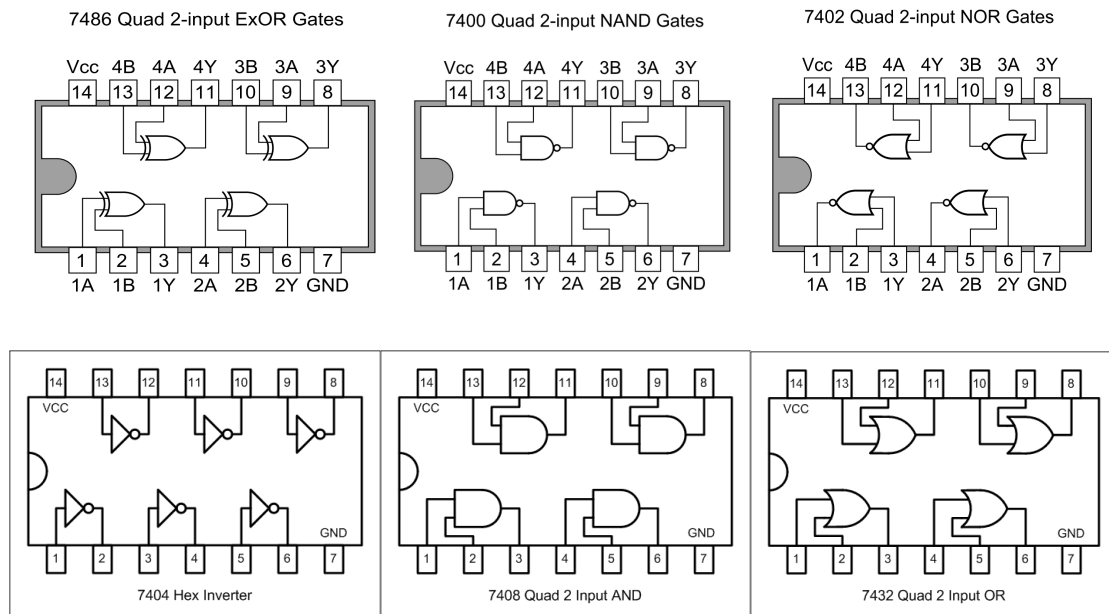 7486 Quad 2-input ExOR Gates
Vcc 4B 4A 4Y 3B 3A 3Y
14 13 12 11 10 9 8
1 2 3 4 5 6 7
1A 1B 1Y 2A 2B 2Y GND
7400 Quad 2-input NAND Gates
Vcc 4B 4A 4Y 3B 3A 3Y
14 13 12 11 10 9 8
1 2 3 4 5 6 7
1A 1B 1Y 2A 2B 2Y GND
7402 Quad 2-input NOR Gates
Vcc 4B 4A 4Y 3B 3A 3Y
14 13 12 11 10 9 8
1 2 3 4 5 6 7
1A 1B 1Y 2A 2B 2Y GND
14 13 12 11 10 9 8
VCC
GND
1 2 3 4 5 6 7
7404 Hex Inverter
14 13 12 11 10 9 8
VCC
GND
1 2 3 4 5 6 7
7408 Quad 2 Input AND
14 13 12 11 10 9 8
VCC
GND
1 2 3 4 5 6 7
7432 Quad 2 Input OR